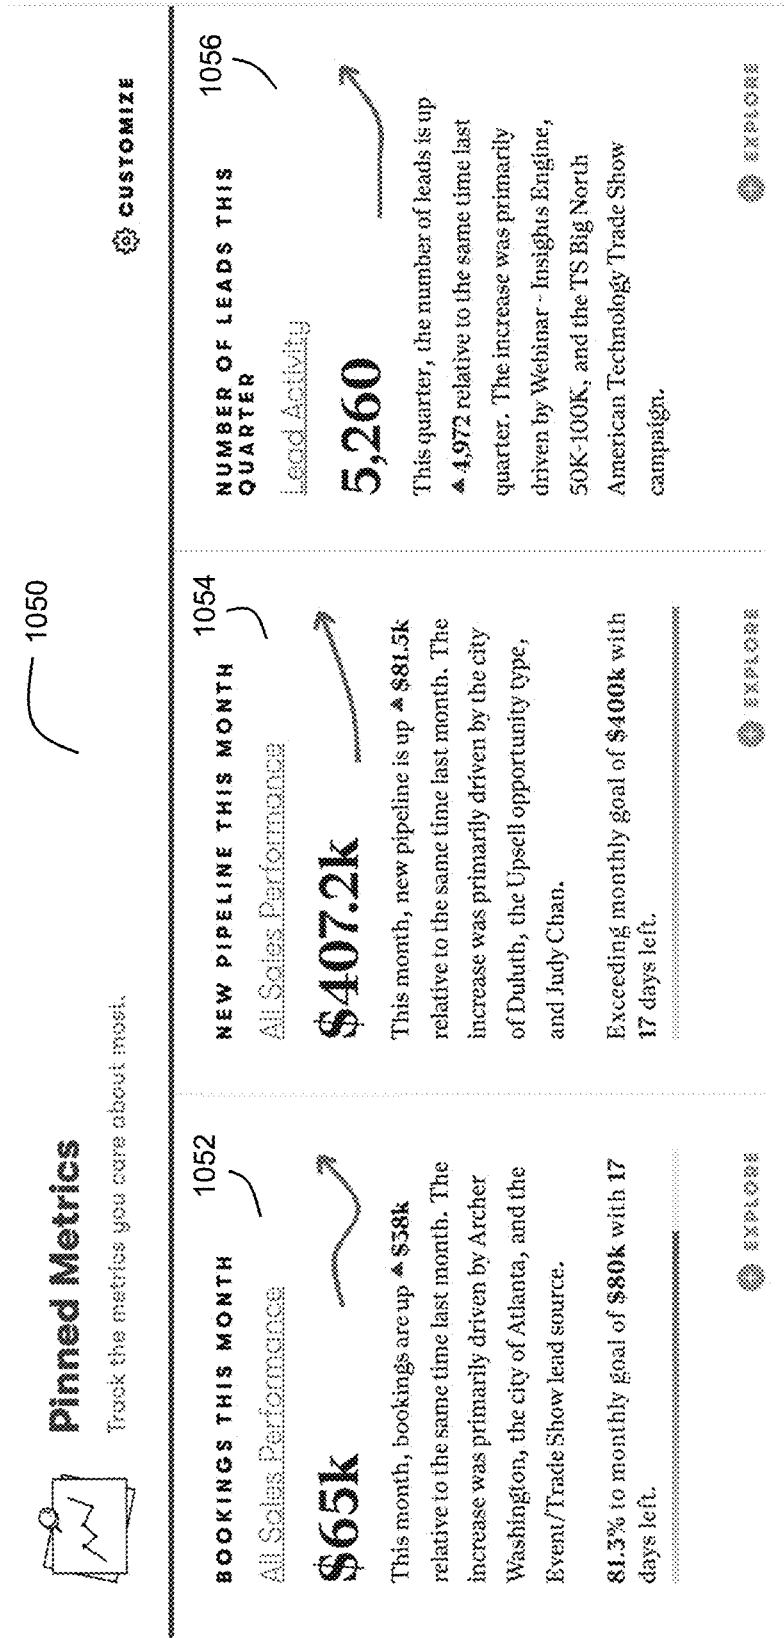 1050
Pinned Metrics
Track the metrics you care about most.
CUSTOMIZE
1052
BOOKINGS THIS MONTH
All Sales Performance
$65k
This month, bookings are up ▲$38k
relative to the same time last month. The
increase was primarily driven by Archer
Washington, the city of Atlanta, and the
Event/Trade Show lead source.
81.3% to monthly goal of $80k with 17
days left.
EXPLORE
1054
NEW PIPELINE THIS MONTH
All Sales Performance
$407.2k
This month, new pipeline is up ▲$81.5k
relative to the same time last month. The
increase was primarily driven by the city
of Duluth, the Upsell opportunity type,
and Judy Chan.
Exceeding monthly goal of $400k with
17 days left.
EXPLORE
1056
NUMBER OF LEADS THIS
QUARTER
Lead Activity
5,260
This quarter, the number of leads is up
▲4,972 relative to the same time last
quarter. The increase was primarily
driven by Webinar - Insights Engine,
50K-100K, and the TS Big North
American Technology Trade Show
campaign.
EXPLORE